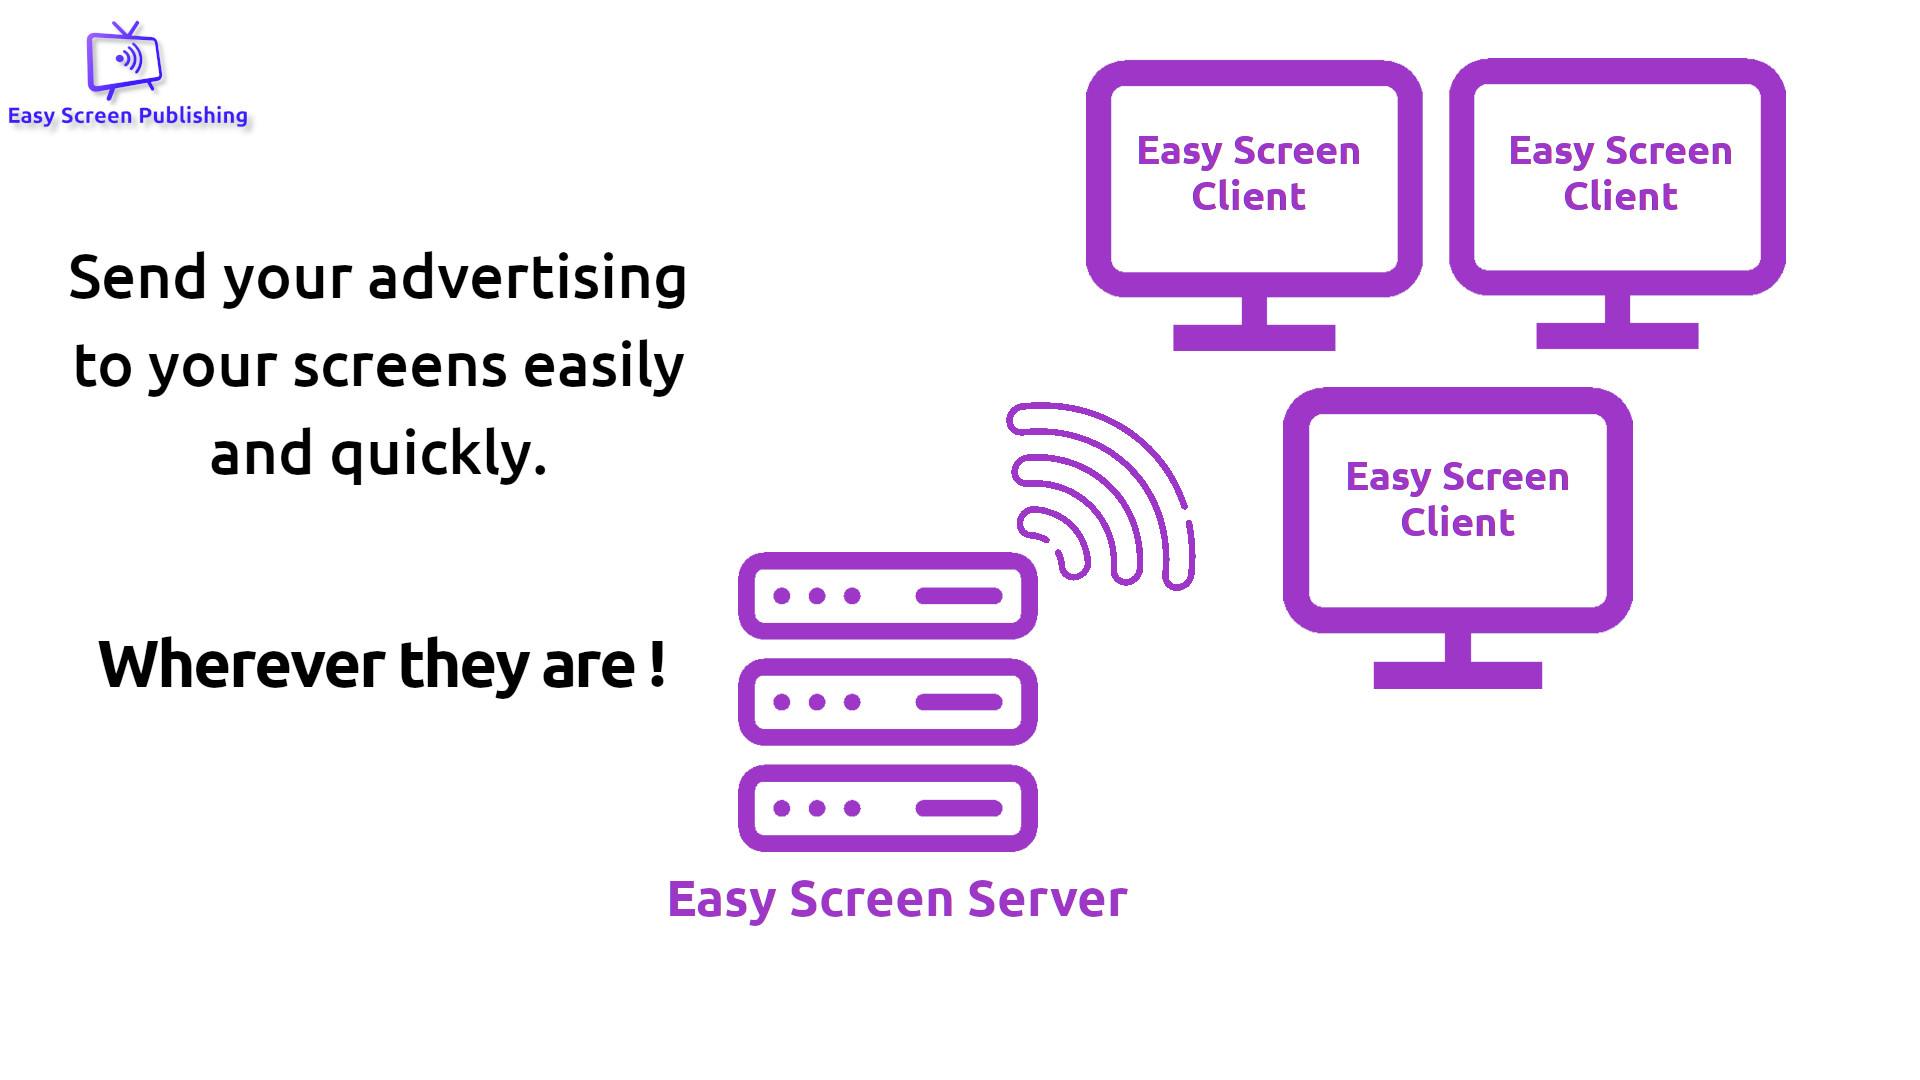 Easy Screen Publishing
Send your advertising
to your screens easily
and quickly.
Wherever they are !
Easy Screen
Client
Easy Screen
Client
Easy Screen
Client
Easy Screen Server